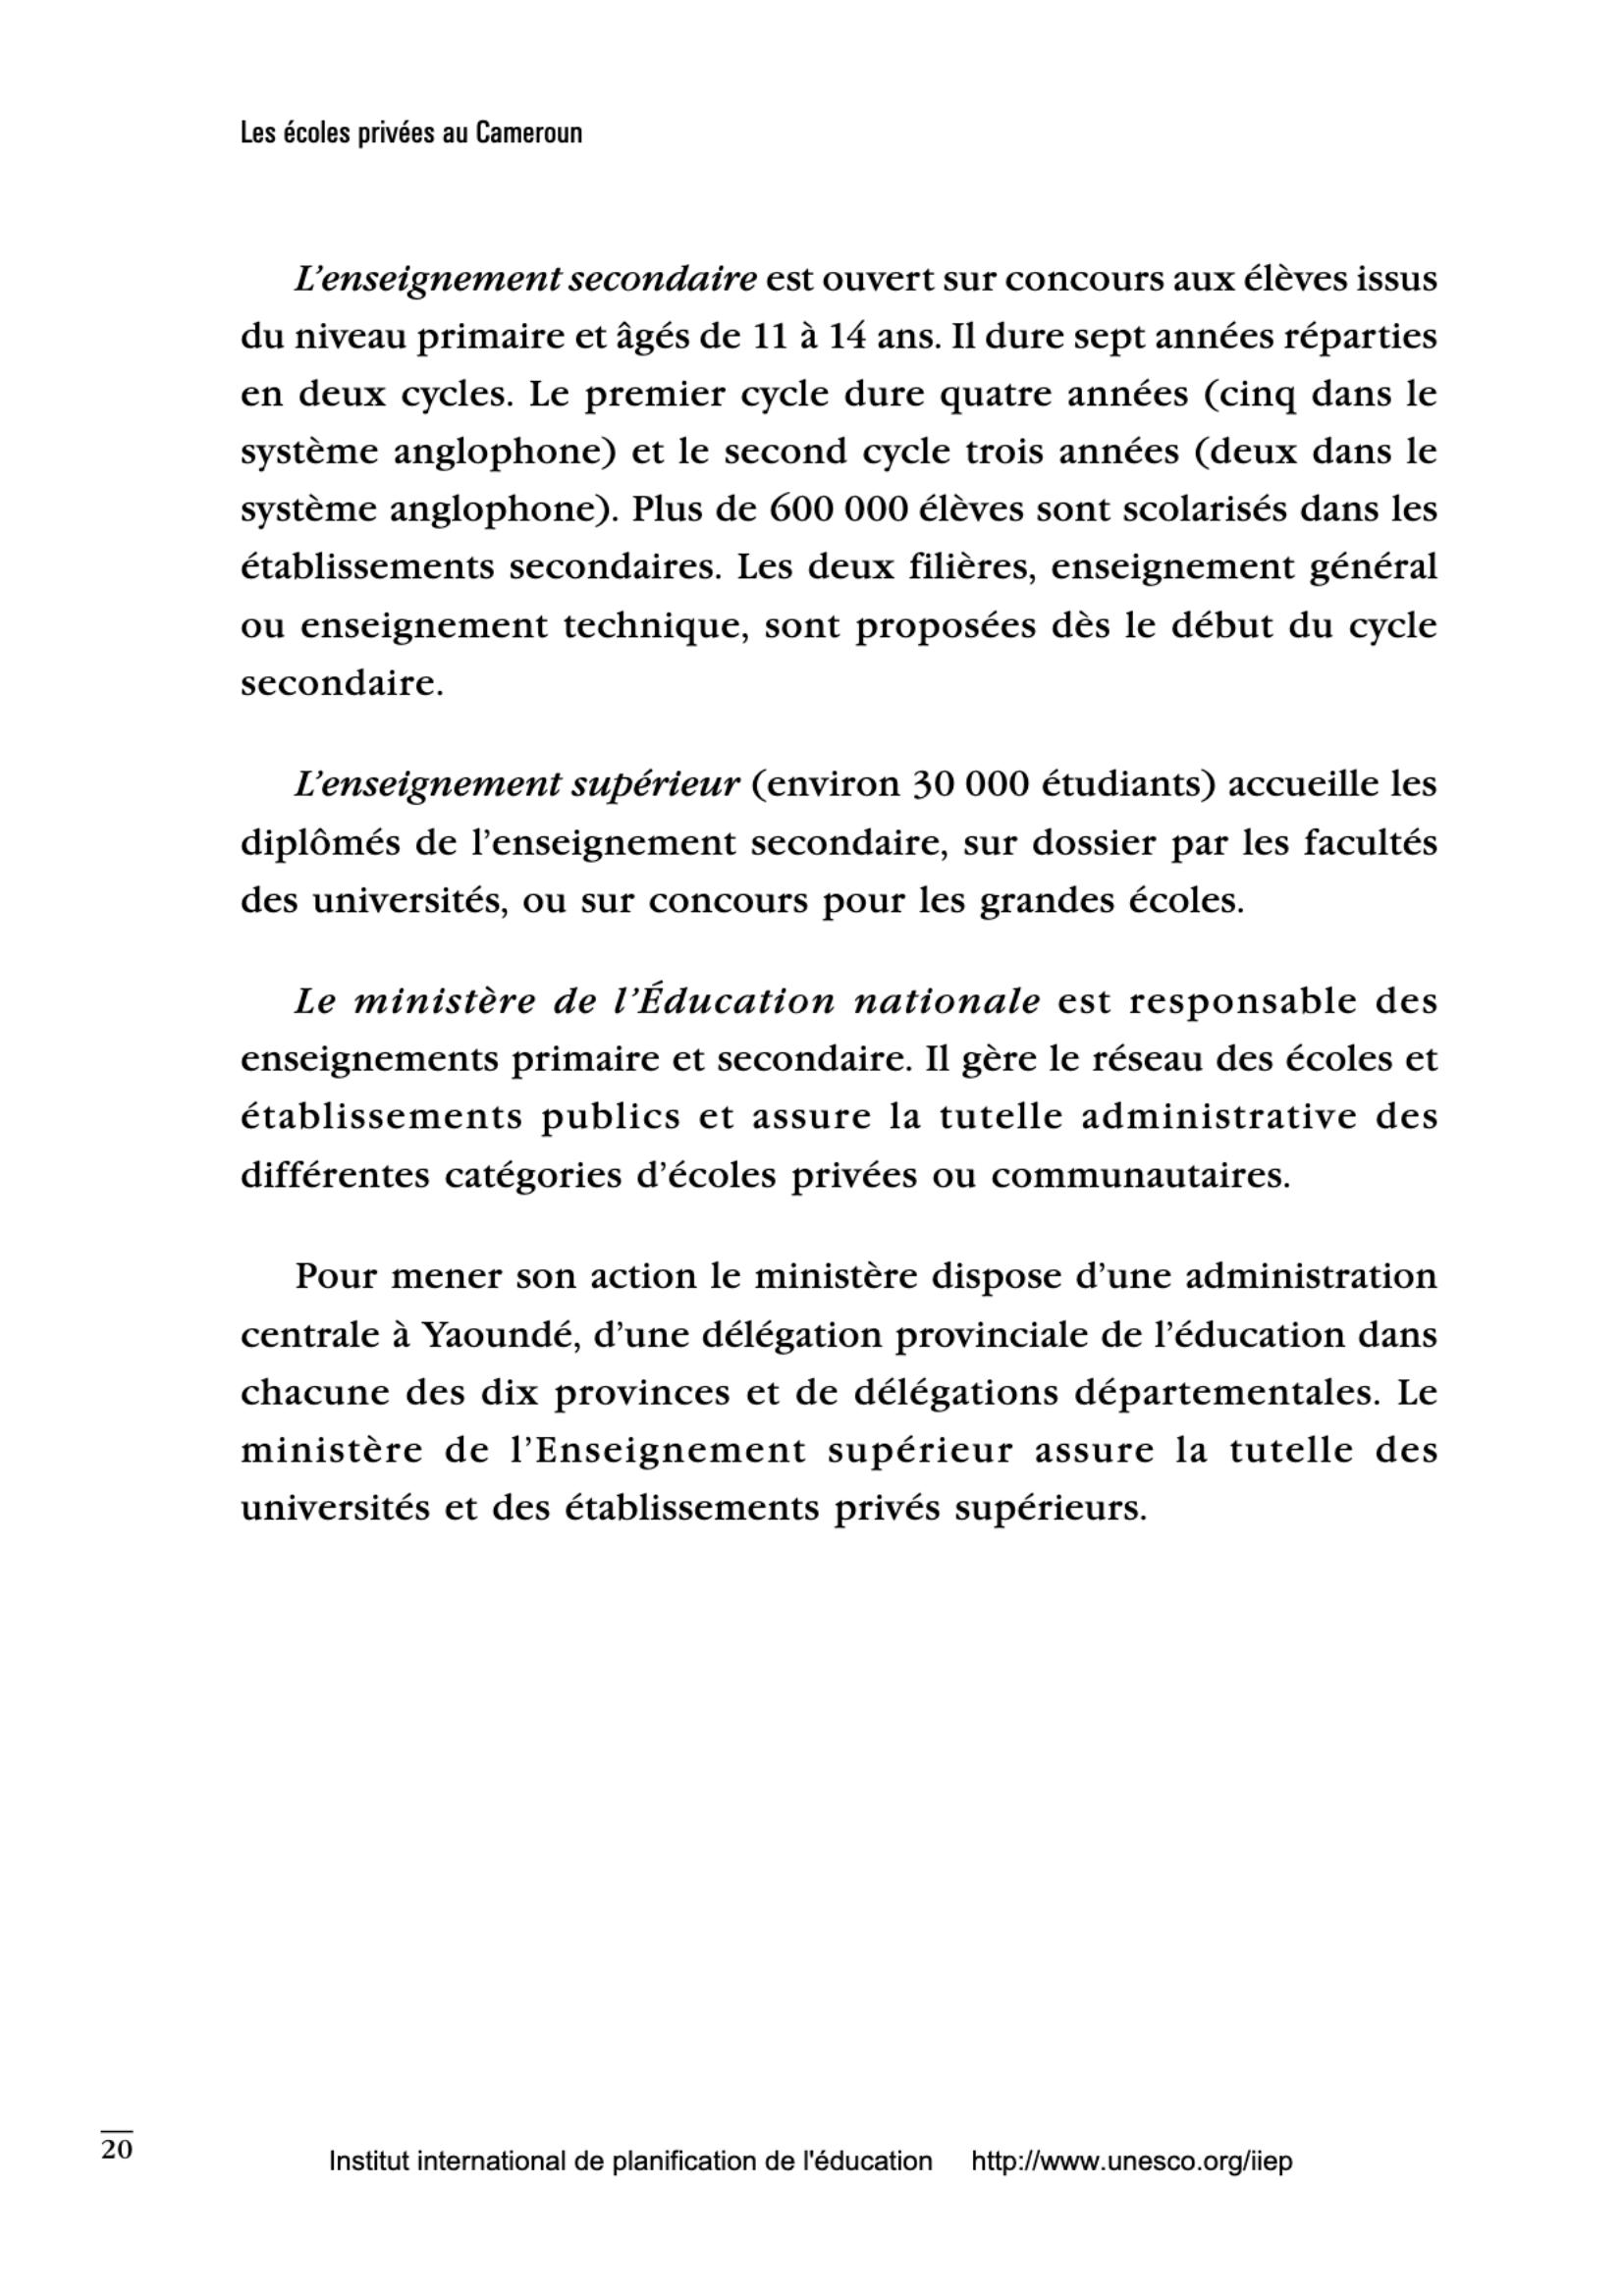 Les écoles privées au Cameroun
L’enseignement secondaire est ouvert sur concours aux élèves issus
du niveau primaire et âgés de 11 à 14 ans. Il dure sept années réparties
en deux cycles. Le premier cycle dure quatre années (cinq dans le
système anglophone) et le second cycle trois années (deux dans le
système anglophone). Plus de 600 000 élèves sont scolarisés dans les
établissements secondaires. Les deux filières, enseignement général
ou enseignement technique, sont proposées dès le début du cycle
secondaire.
L’enseignement supérieur (environ 30 000 étudiants) accueille les
diplômés de l’enseignement secondaire, sur dossier par les facultés
des universités, ou sur concours pour les grandes écoles.
Le ministère de l’Éducation nationale est responsable des
enseignements primaire et secondaire. Il gère le réseau des écoles et
établissements publics et assure la tutelle administrative des
différentes catégories d’écoles privées ou communautaires.
Pour mener son action le ministère dispose d’une administration
centrale à Yaoundé, d’une délégation provinciale de l’éducation dans
chacune des dix provinces et de délégations départementales. Le
ministère de l’Enseignement supérieur assure la tutelle des
universités et des établissements privés supérieurs.
20
Institut international de planification de l'éducation http://www.unesco.org/iiep